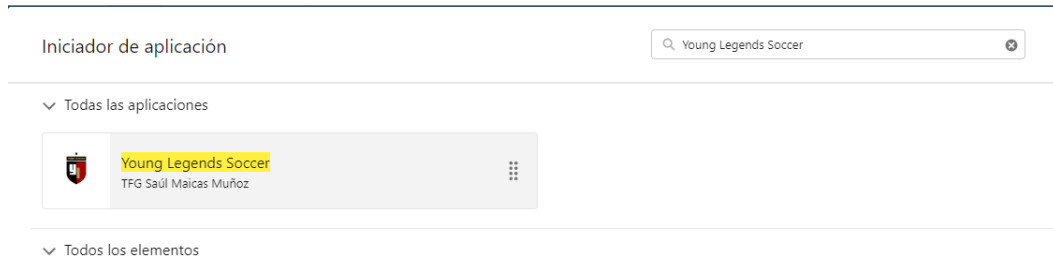 Iniciador de aplicación
Young Legends Soccer
Todas las aplicaciones
Young Legends Soccer
TFG Saúl Maicas Muñoz
Todos los elementos